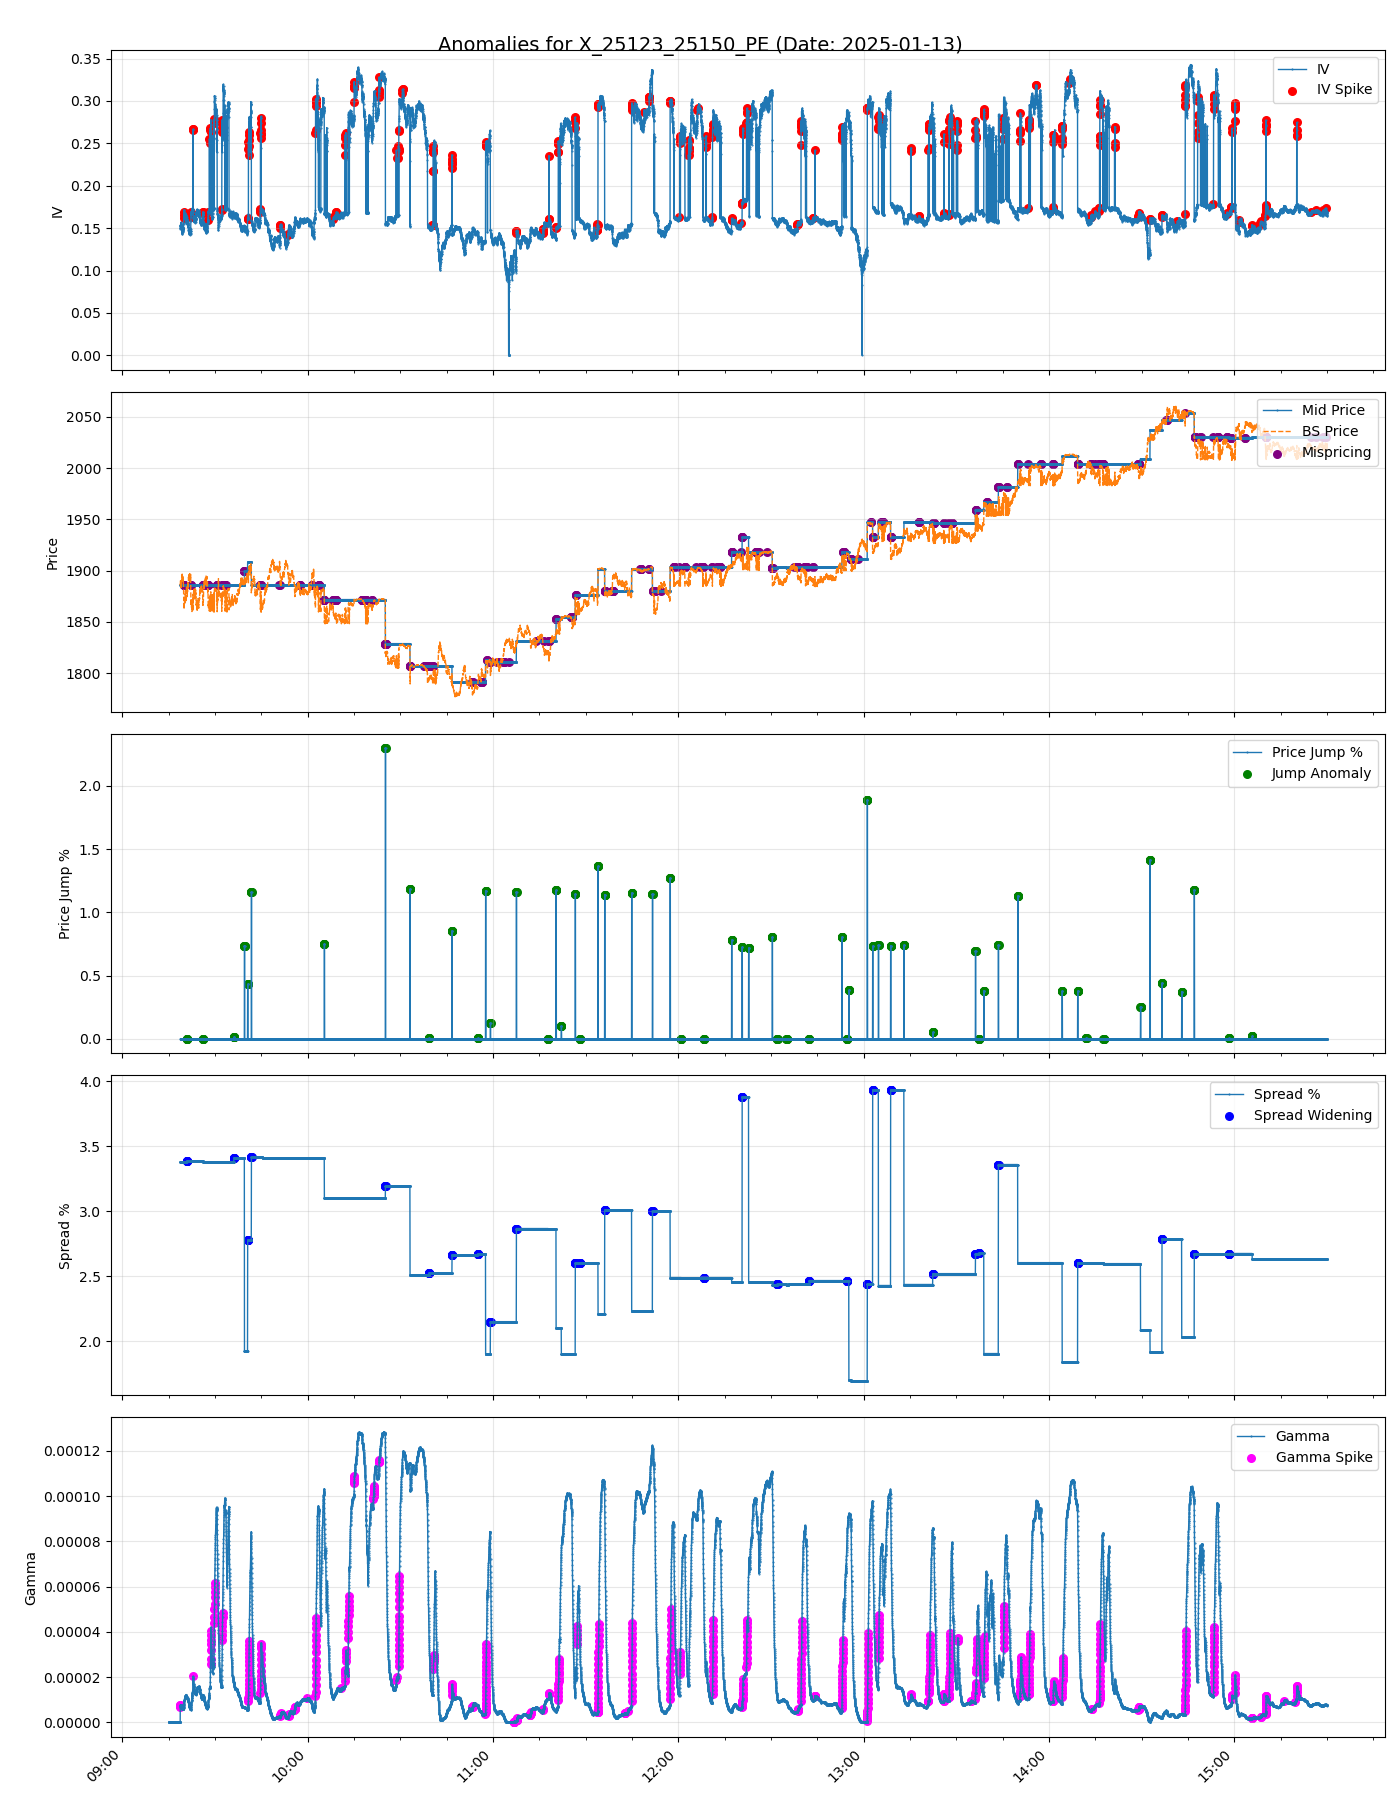 Anomalies for X_25123_25150_PE (Date: 2025-01-13)
0.35
0.30
0.25
0.20
0.15
0.10
0.05
0.00
IV
IV
IV Spike
2050
2000
1950
1900
1850
1800
Price
Mid Price
BS Price
Mispricing
2.0
1.5
1.0
0.5
0.0
Price Jump %
Price Jump %
Jump Anomaly
4.0
3.5
3.0
2.5
2.0
Spread %
Spread %
Spread Widening
0.00012
0.00010
0.00008
0.00006
0.00004
0.00002
0.00000
Gamma
Gamma
Gamma Spike
09:00
10:00
11:00
12:00
13:00
14:00
15:00